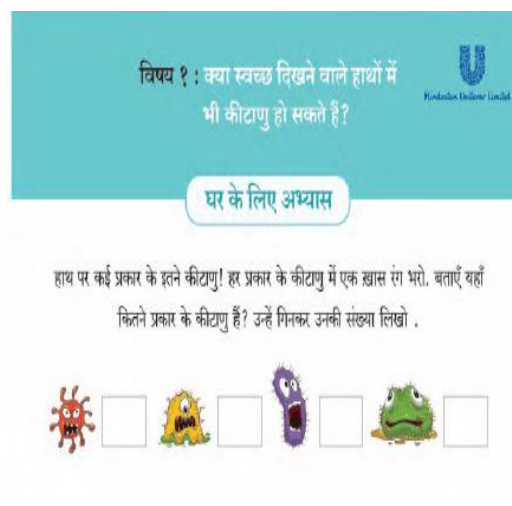 विषय १ : क्या स्वच्छ दिखने वाले हाथों में
भी कीटाणु हो सकते हैं?
Hindustan Unilever Limited
घर के लिए अभ्यास
हाथ पर कई प्रकार के इतने कीटाणु! हर प्रकार के कीटाणु में एक ख़ास रंग भरो. बताएँ यहाँ
कितने प्रकार के कीटाणु हैं? उन्हें गिनकर उनकी संख्या लिखो .